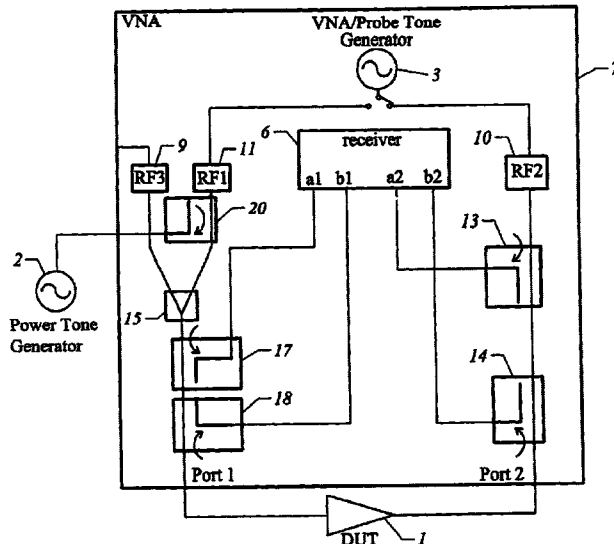 VNA
VNA/Probe Tone
Generator
3
7
6
receiver
a1 b1 a2 b2
9
11
10
RF3
RF1
RF2
20
13
2
15
Power Tone
Generator
17
14
18
Port 1
Port 2
DUT
1